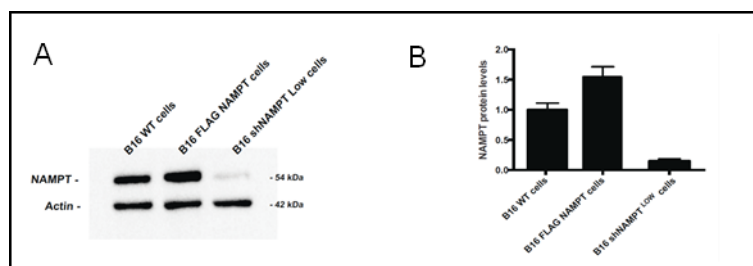 A
B16 WT cells
B16 FLAG NAMPT cells
B16 shNAMPT Low cells
NAMPT -
- 54 kDa
Actin -
- 42 kDa
B
NAMPT protein levels
2.0
1.5
1.0
0.5
0.0
B16 WT cells
B16 FLAG NAMPT cells
B16 shNAMPT LOW cells